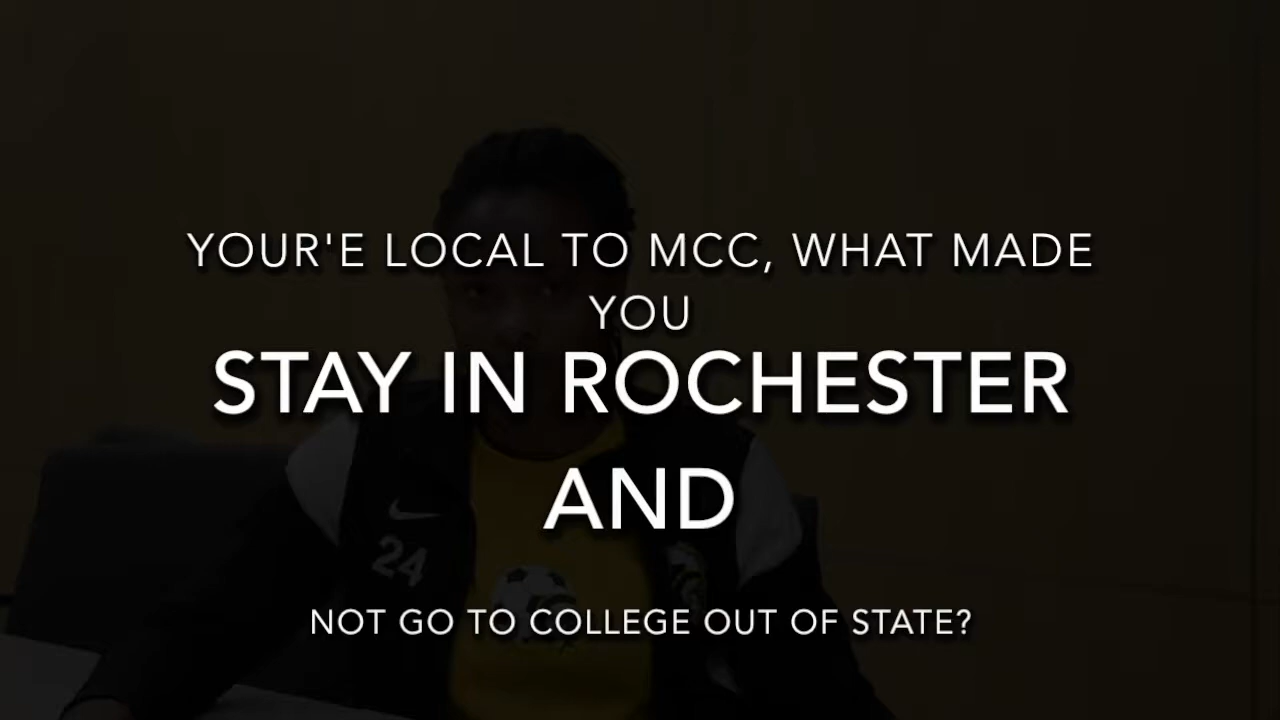 YOUR'E LOCAL TO MCC, WHAT MADE
YOU
STAY IN ROCHESTER
AND
NOT GO TO COLLEGE OUT OF STATE?
24